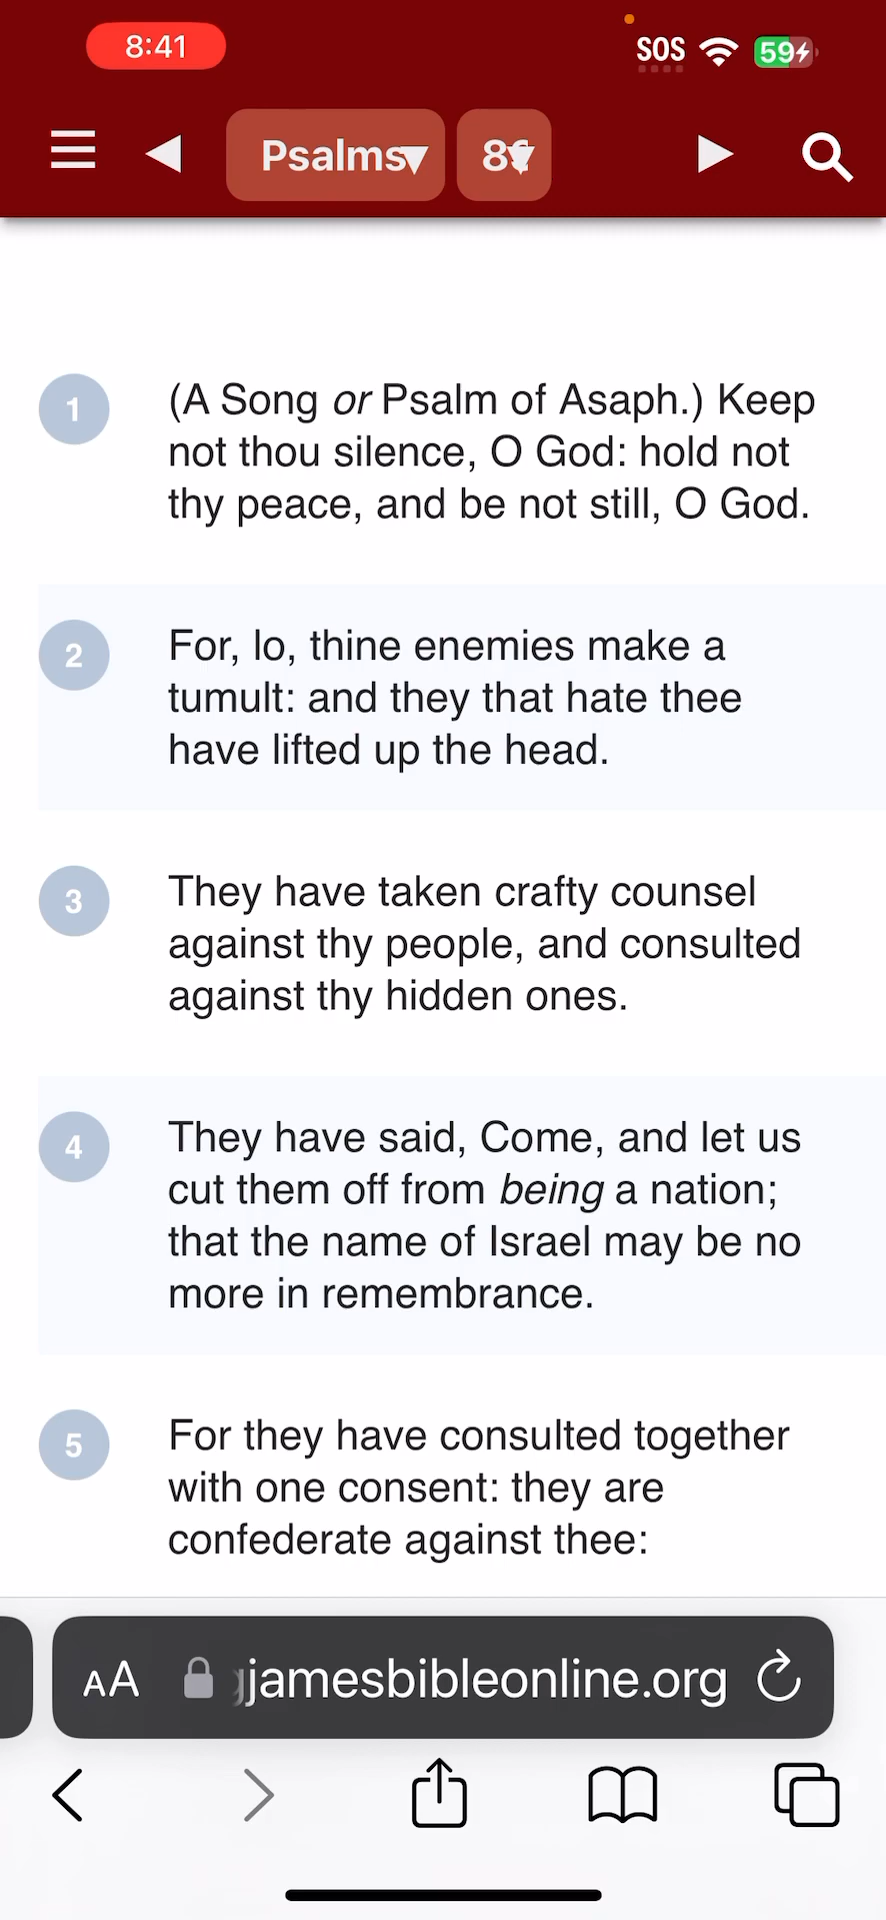 8:41
SOS
59
Psalms
1
(A Song or Psalm of Asaph.) Keep
not thou silence, O God: hold not
thy peace, and be not still, O God.
2
For, lo, thine enemies make a
tumult: and they that hate thee
have lifted up the head.
3
They have taken crafty counsel
against thy people, and consulted
against thy hidden ones.
4
They have said, Come, and let us
cut them off from being a nation;
that the name of Israel may be no
more in remembrance.
5
For they have consulted together
with one consent: they are
confederate against thee:
AA
jamesbibleonline.org